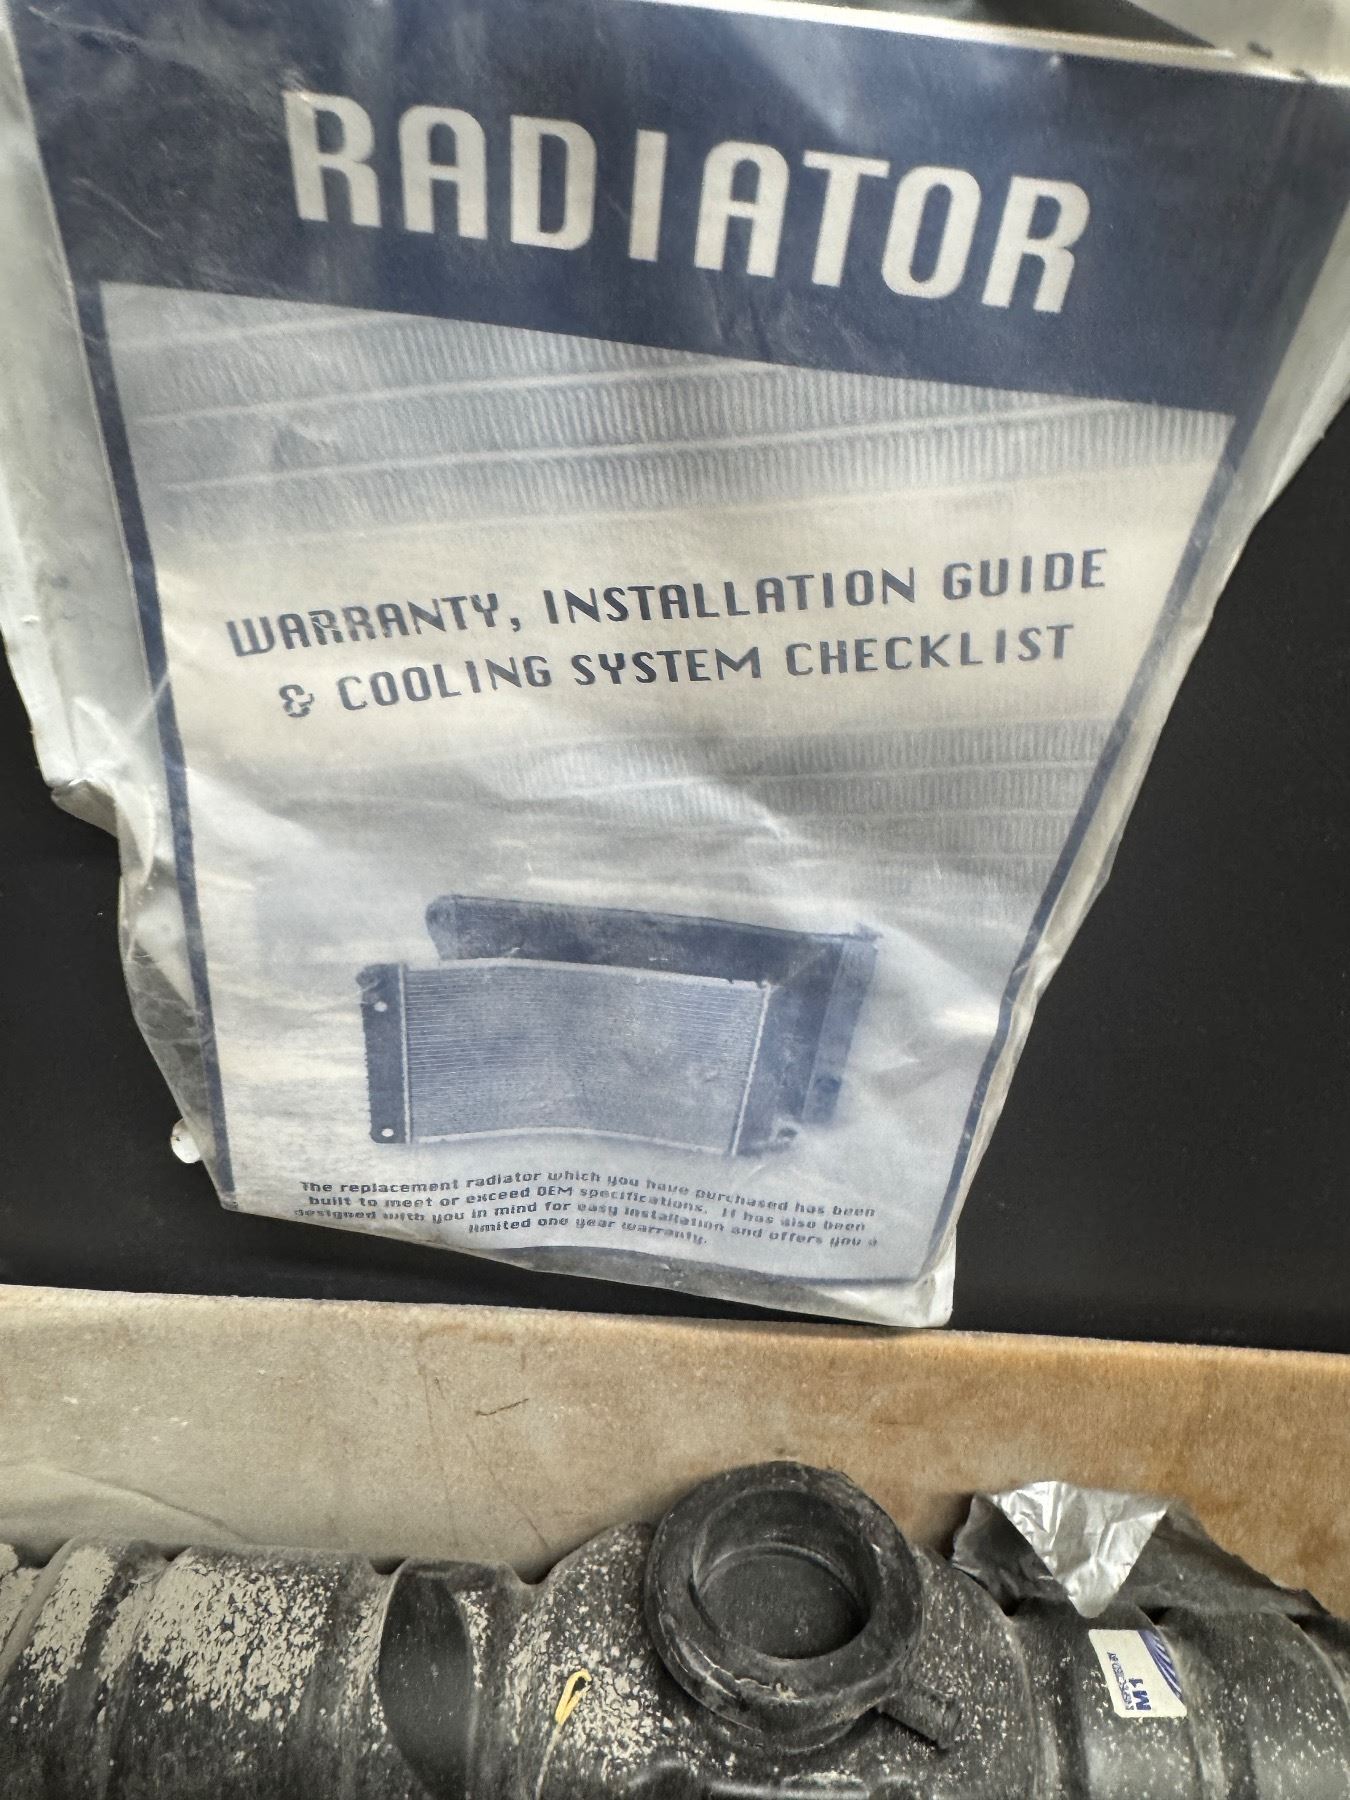 RADIATOR
WARRANTY, INSTALLATION GUIDE
& COOLING SYSTEM CHECKLIST
The replacement radiator which you have purchased has been
built to meet or exceed OEM specifications. It has also been
designed with you in mind for easy installation and offers you a
limited one year warranty.
M1